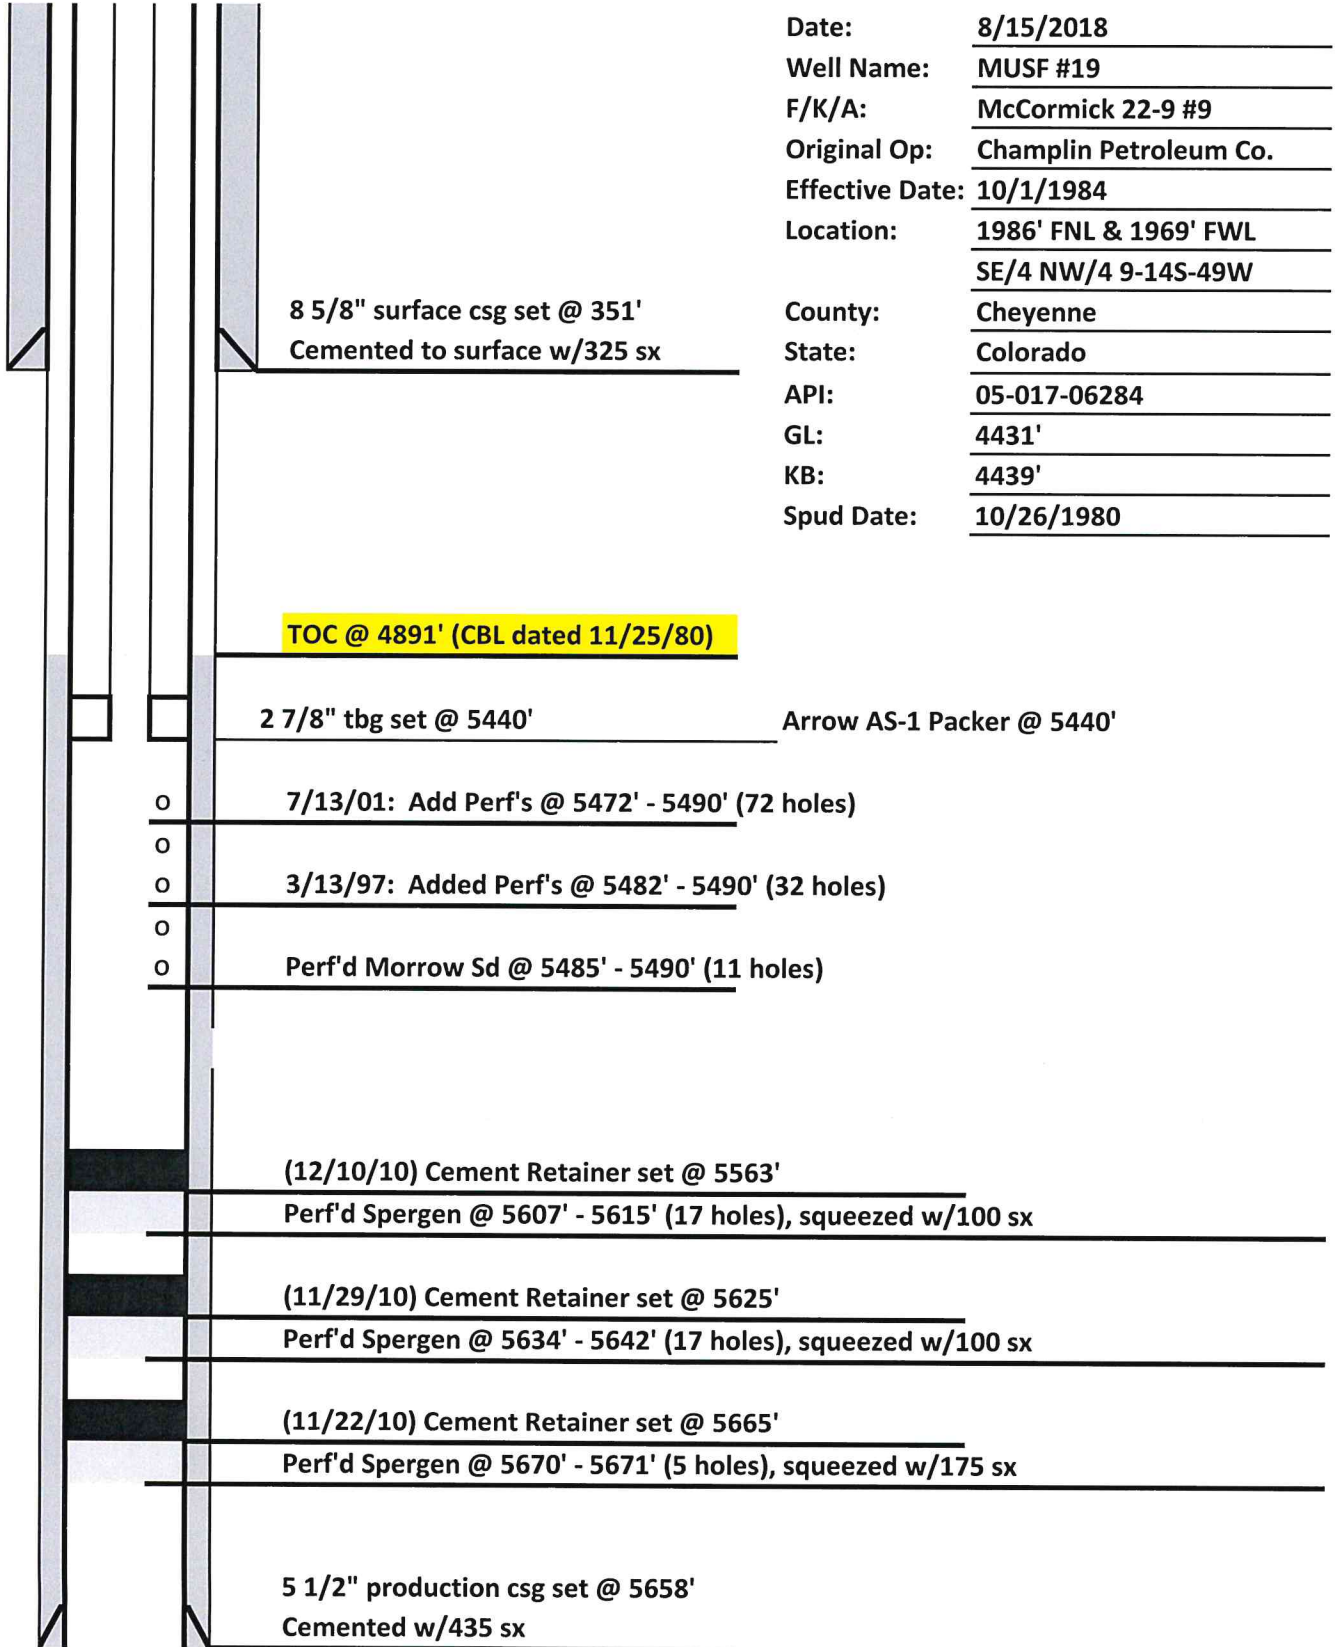 Date: 8/15/2018
Well Name: MUSF #19
F/K/A: McCormick 22-9 #9
Original Op: Champlin Petroleum Co.
Effective Date: 10/1/1984
Location: 1986' FNL & 1969' FWL
SE/4 NW/4 9-14S-49W
County: Cheyenne
State: Colorado
API: 05-017-06284
GL: 4431'
KB: 4439'
Spud Date: 10/26/1980
8 5/8" surface csg set @ 351'
Cemented to surface w/325 sx
TOC @ 4891' (CBL dated 11/25/80)
2 7/8" tbg set @ 5440' Arrow AS-1 Packer @ 5440'
o 7/13/01: Add Perf's @ 5472' - 5490' (72 holes)
o
o 3/13/97: Added Perf's @ 5482' - 5490' (32 holes)
o
o Perf'd Morrow Sd @ 5485' - 5490' (11 holes)
(12/10/10) Cement Retainer set @ 5563'
Perf'd Spergen @ 5607' - 5615' (17 holes), squeezed w/100 sx
(11/29/10) Cement Retainer set @ 5625'
Perf'd Spergen @ 5634' - 5642' (17 holes), squeezed w/100 sx
(11/22/10) Cement Retainer set @ 5665'
Perf'd Spergen @ 5670' - 5671' (5 holes), squeezed w/175 sx
5 1/2" production csg set @ 5658'
Cemented w/435 sx